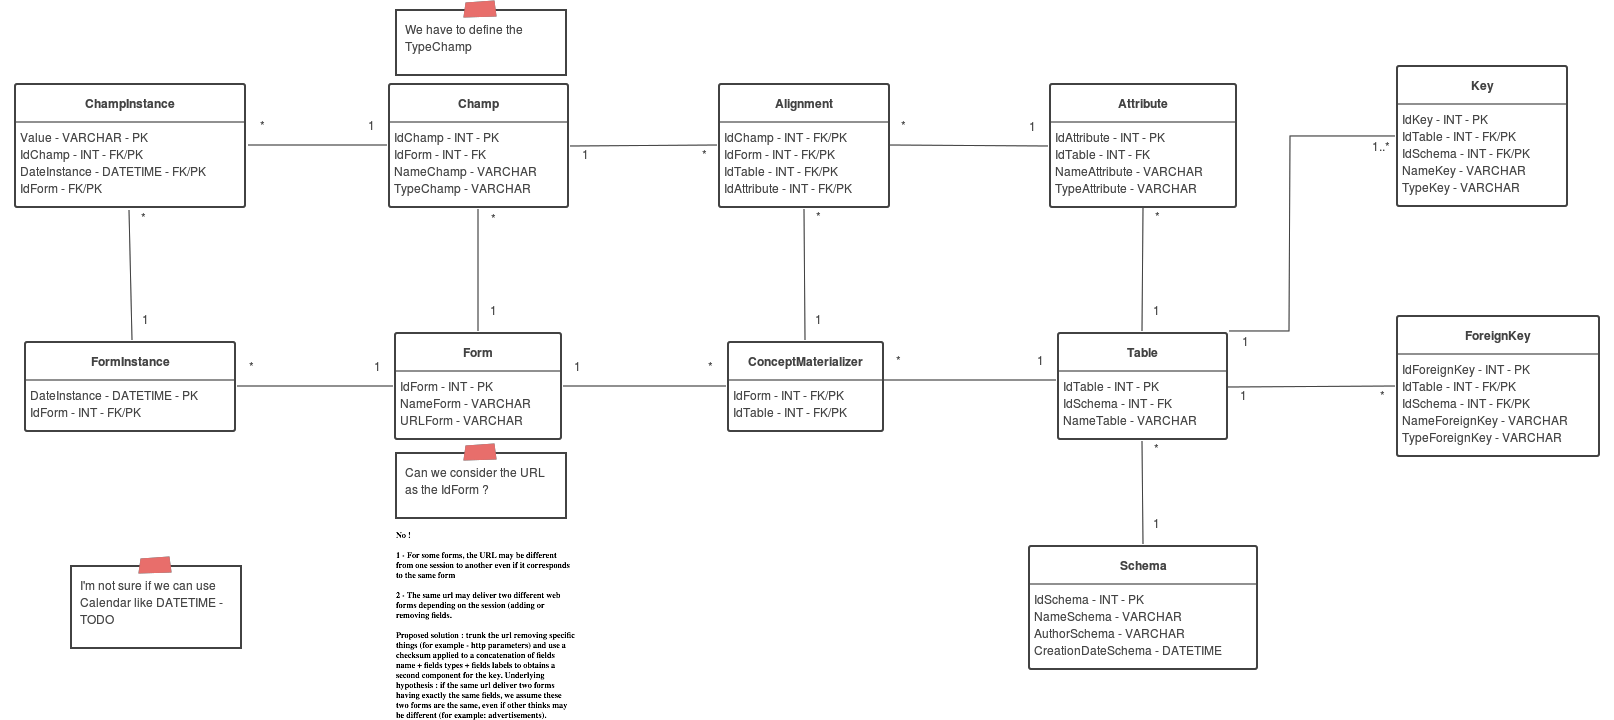 We have to define the
TypeChamp
ChampInstance
Value - VARCHAR - PK
IdChamp - INT - FK/PK
DateInstance - DATETIME - FK/PK
IdForm - FK/PK
*
1
Champ
IdChamp - INT - PK
IdForm - INT - FK
NameChamp - VARCHAR
TypeChamp - VARCHAR
1
*
Alignment
IdChamp - INT - FK/PK
IdForm - INT - FK/PK
IdTable - INT - FK/PK
IdAttribute - INT - FK/PK
*
1
Attribute
IdAttribute - INT - PK
IdTable - INT - FK
NameAttribute - VARCHAR
TypeAttribute - VARCHAR
Key
IdKey - INT - PK
IdTable - INT - FK/PK
IdSchema - INT - FK/PK
NameKey - VARCHAR
TypeKey - VARCHAR
1..*
*
1
*
1
*
1
*
1
1
FormInstance
DateInstance - DATETIME - PK
IdForm - INT - FK/PK
*
1
Form
IdForm - INT - PK
NameForm - VARCHAR
URLForm - VARCHAR
1
*
ConceptMaterializer
IdForm - INT - FK/PK
IdTable - INT - FK/PK
*
1
Table
IdTable - INT - PK
IdSchema - INT - FK
NameTable - VARCHAR
1
*
ForeignKey
IdForeignKey - INT - PK
IdTable - INT - FK/PK
IdSchema - INT - FK/PK
NameForeignKey - VARCHAR
TypeForeignKey - VARCHAR
Can we consider the URL
as the IdForm ?
No !
1 - For some forms, the URL may be different
from one session to another even if it corresponds
to the same form
2 - The same url may deliver two different web
forms depending on the session (adding or
removing fields.
Proposed solution : trunk the url removing specific
things (for example - http parameters) and use a
checksum applied to a concatenation of fields
name + fields types + fields labels to obtains a
second component for the key. Underlying
hypothesis : if the same url deliver two forms
having exactly the same fields, we assume these
two forms are the same, even if other thinks may
be different (for example: advertisements).
I'm not sure if we can use
Calendar like DATETIME -
TODO
*
1
Schema
IdSchema - INT - PK
NameSchema - VARCHAR
AuthorSchema - VARCHAR
CreationDateSchema - DATETIME